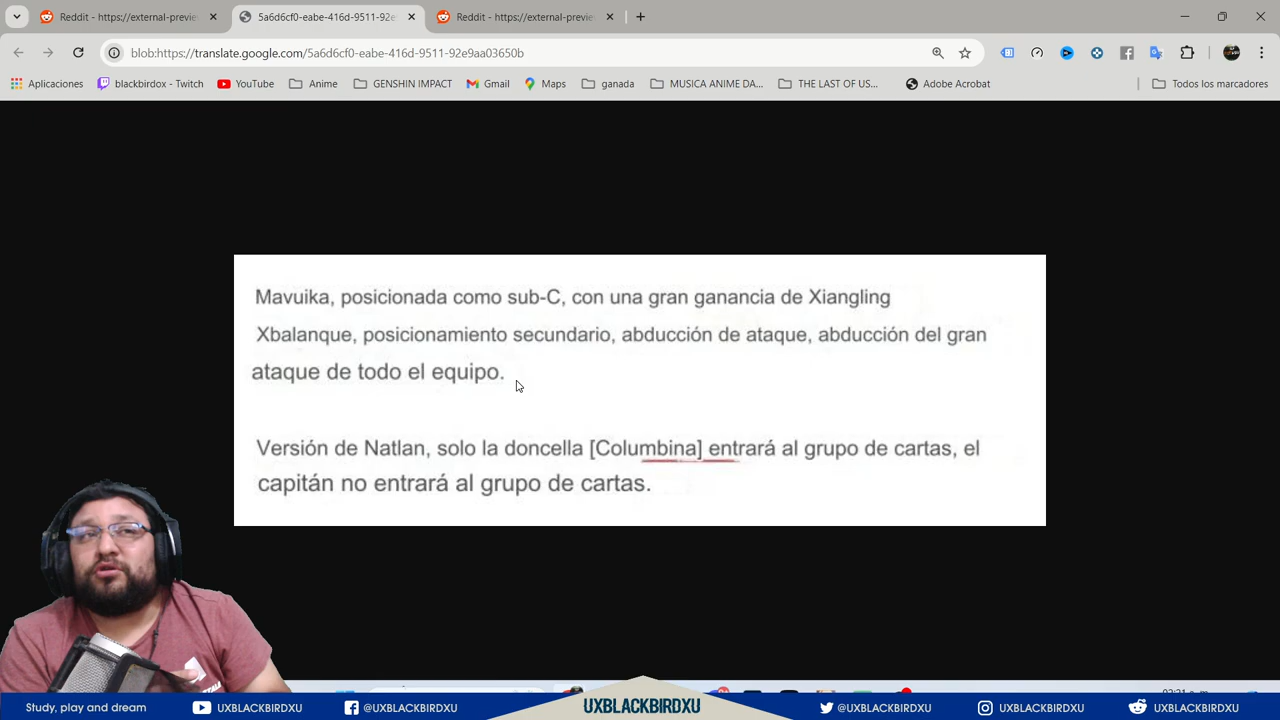 Reddit - https://external-previe
5a6d6cf0-eabe-416d-9511-92e9
Reddit - https://external-previe
blob:https://translate.google.com/5a6d6cf0-eabe-416d-9511-92e9aa03650b
Aplicaciones
blackbirdox - Twitch
YouTube
Anime
GENSHIN IMPACT
Gmail
Maps
ganada
MUSICA ANIME DA...
THE LAST OF US...
Adobe Acrobat
Todos los marcadores
Mavuika, posicionada como sub-C, con una gran ganancia de Xiangling
Xbalanque, posicionamiento secundario, abducción de ataque, abducción del gran
ataque de todo el equipo.
Versión de Natlan, solo la doncella [Columbina] entrará al grupo de cartas, el
capitán no entrará al grupo de cartas.
Study, play and dream
UXBLACKBIRDXU
@UXBLACKBIRDXU
UXBLACKBIRDXU
@UXBLACKBIRDXU
UXBLACKBIRDXU
UXBLACKBIRDXU